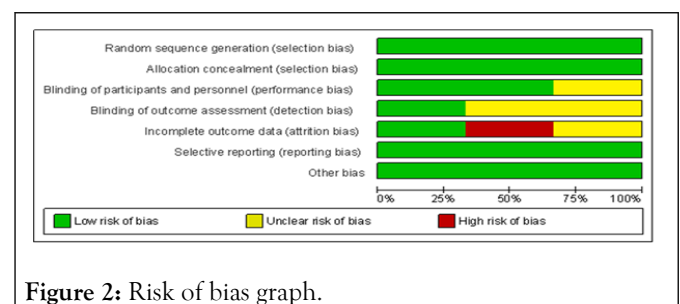 Random sequence generation (selection bias)
Allocation concealment (selection bias)
Blinding of participants and personnel (performance bias)
Blinding of outcome assessment (detection bias)
Incomplete outcome data (attrition bias)
Selective reporting (reporting bias)
Other bias
0% 25% 50% 75% 100%
Low risk of bias Unclear risk of bias High risk of bias
Figure 2: Risk of bias graph.